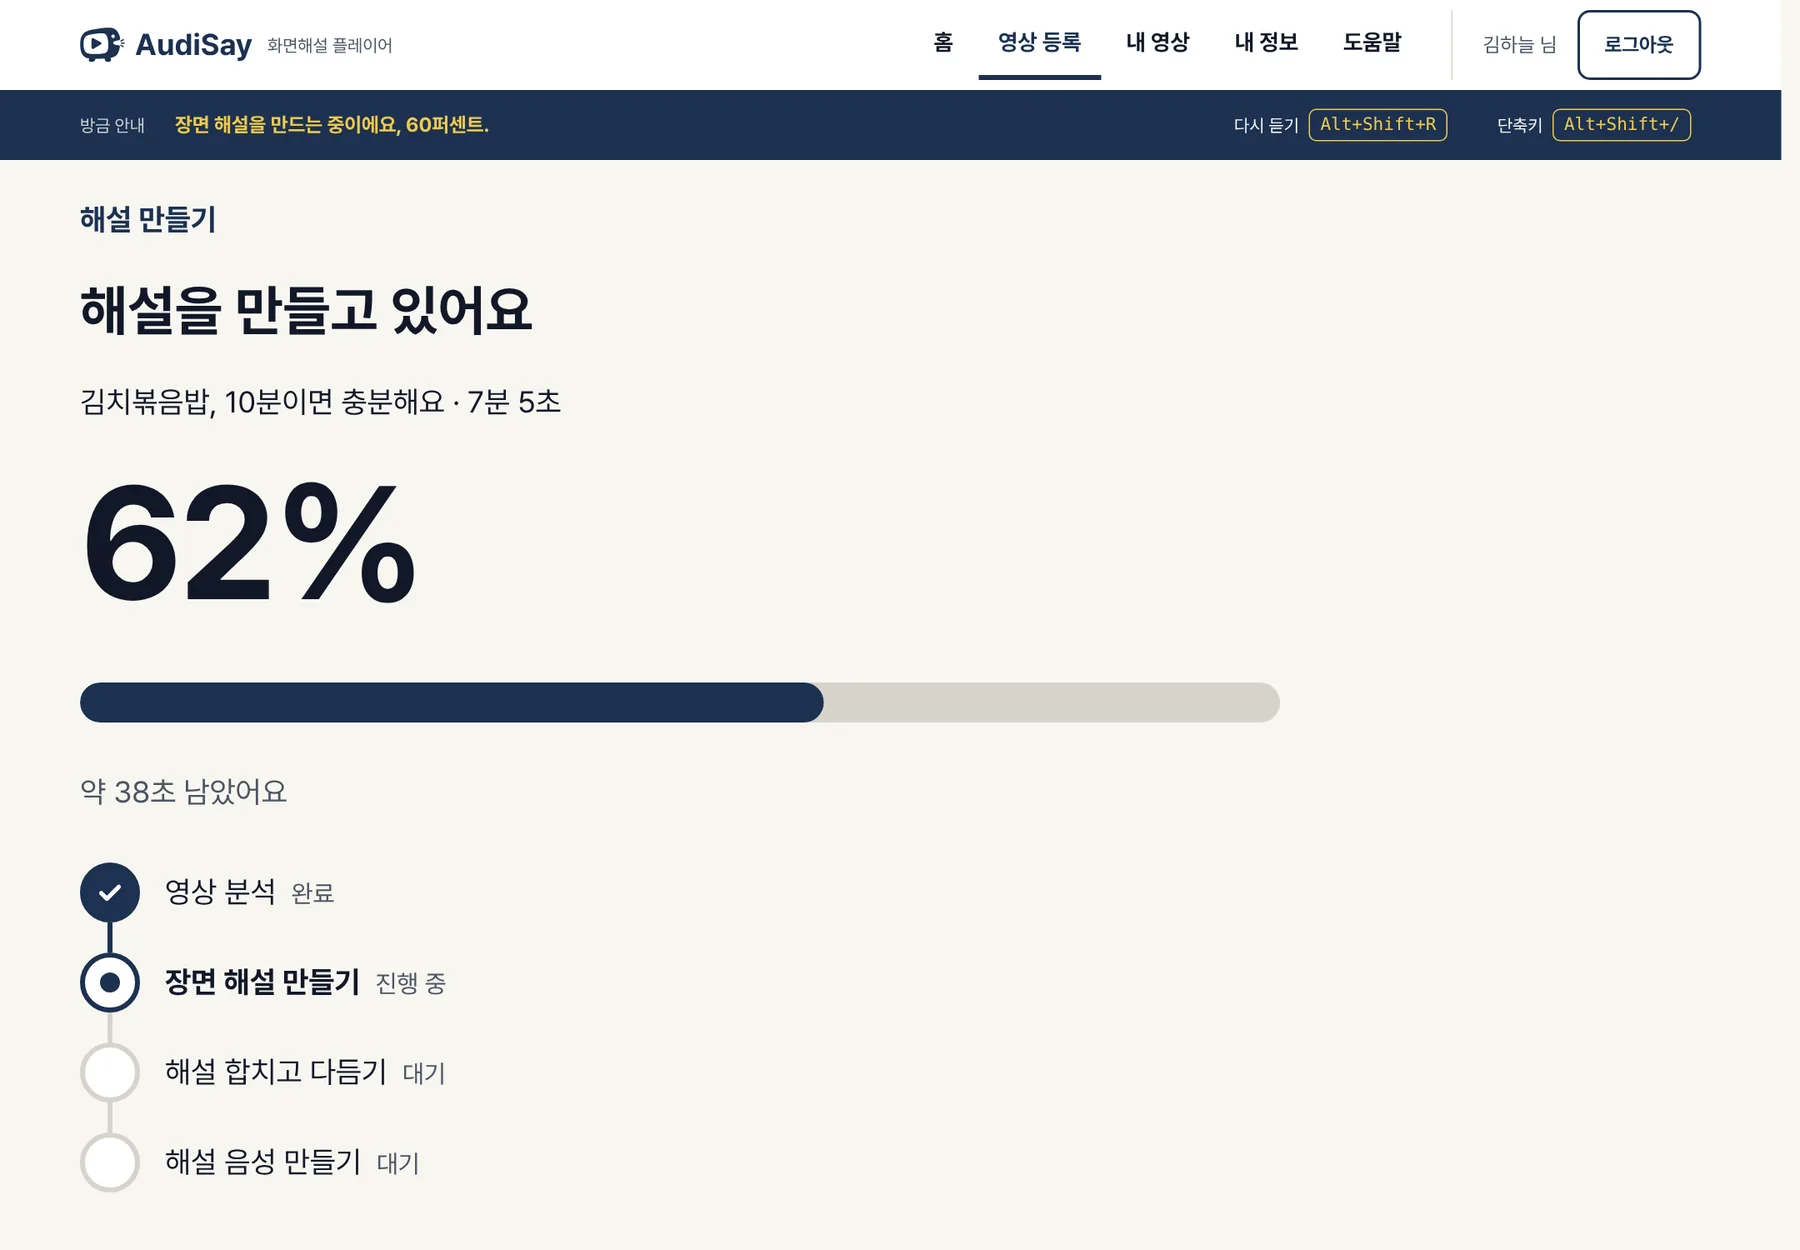 AudiSay 화면해설 플레이어
홈 영상 등록 내 영상 내 정보 도움말 김하늘 님 로그아웃
방금 안내 장면 해설을 만드는 중이에요, 60퍼센트. 다시 듣기 Alt+Shift+R 단축키 Alt+Shift+/
해설 만들기
해설을 만들고 있어요
김치볶음밥, 10분이면 충분해요 · 7분 5초
62%
약 38초 남았어요
영상 분석 완료
장면 해설 만들기 진행 중
해설 합치고 다듬기 대기
해설 음성 만들기 대기